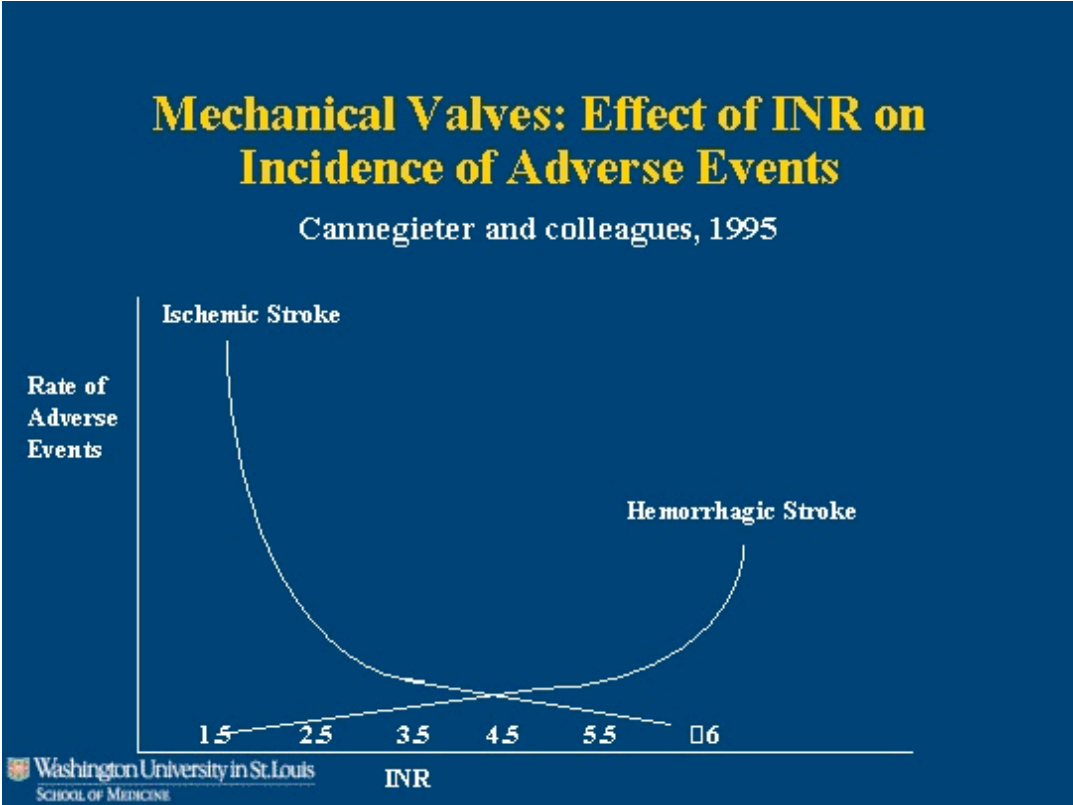 Mechanical Valves: Effect of INR on
Incidence of Adverse Events
Cannegieter and colleagues, 1995
Ischemic Stroke
Rate of
Adverse
Events
Hemorrhagic Stroke
1.5 2.5 3.5 4.5 5.5 □6
INR
Washington University in St. Louis
SCHOOL OF MEDICINE